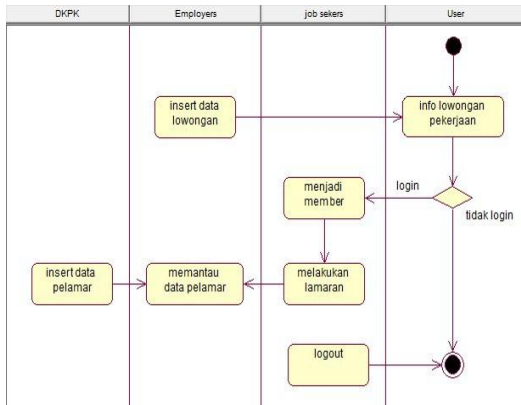 DKPK
Employers
job sekers
User
insert data
lowongan
info lowongan
pekerjaan
menjadi
member
login
tidak login
insert data
pelamar
memantau
data pelamar
melakukan
lamaran
logout